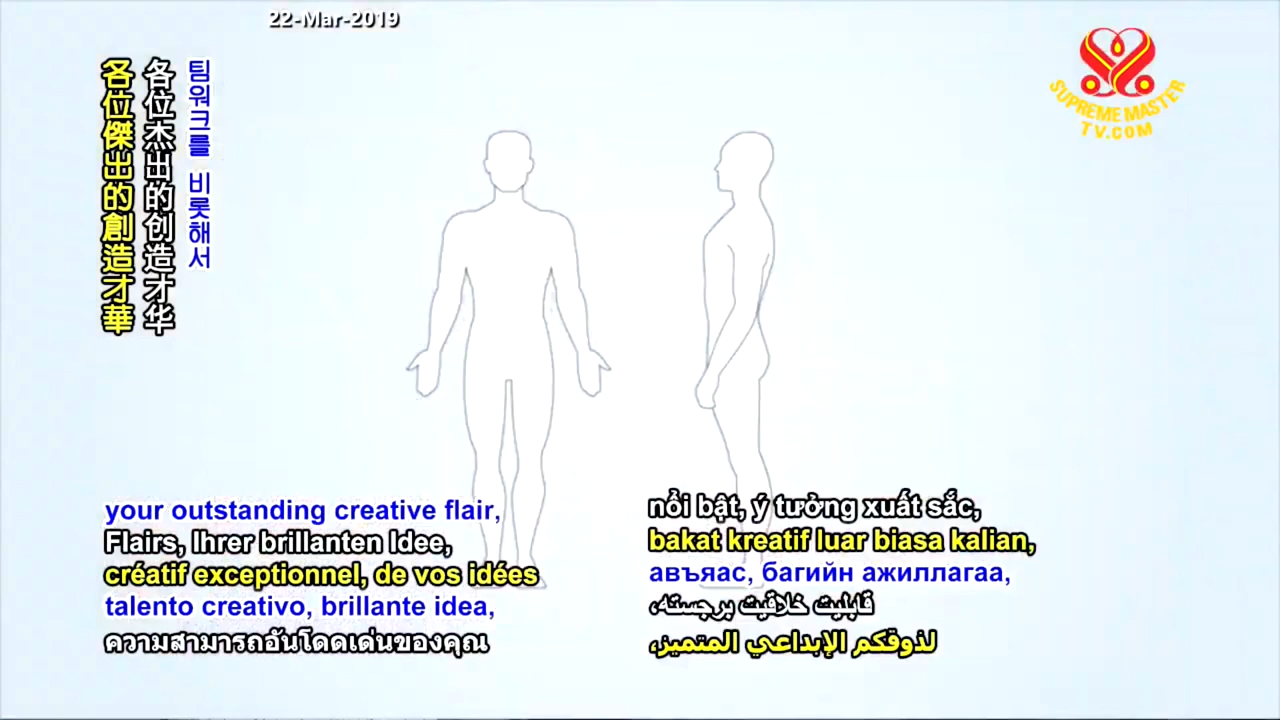 22-Mar-2019
SUPREME MASTER
TV.COM
팀워크를 비롯해서
各位杰出的创造才华
各位傑出的創造才華
your outstanding creative flair,
Flairs, Ihrer brillanten Idee,
créatif exceptionnel, de vos idées
talento creativo, brillante idea,
ความสามารถอันโดดเด่นของคุณ
nổi bật, ý tưởng xuất sắc,
bakat kreatif luar biasa kalian,
авъяас, багийн ажиллагаа,
قابلیت خلاقیت برجسته،
لذوقكم الإبداعي المتميز،